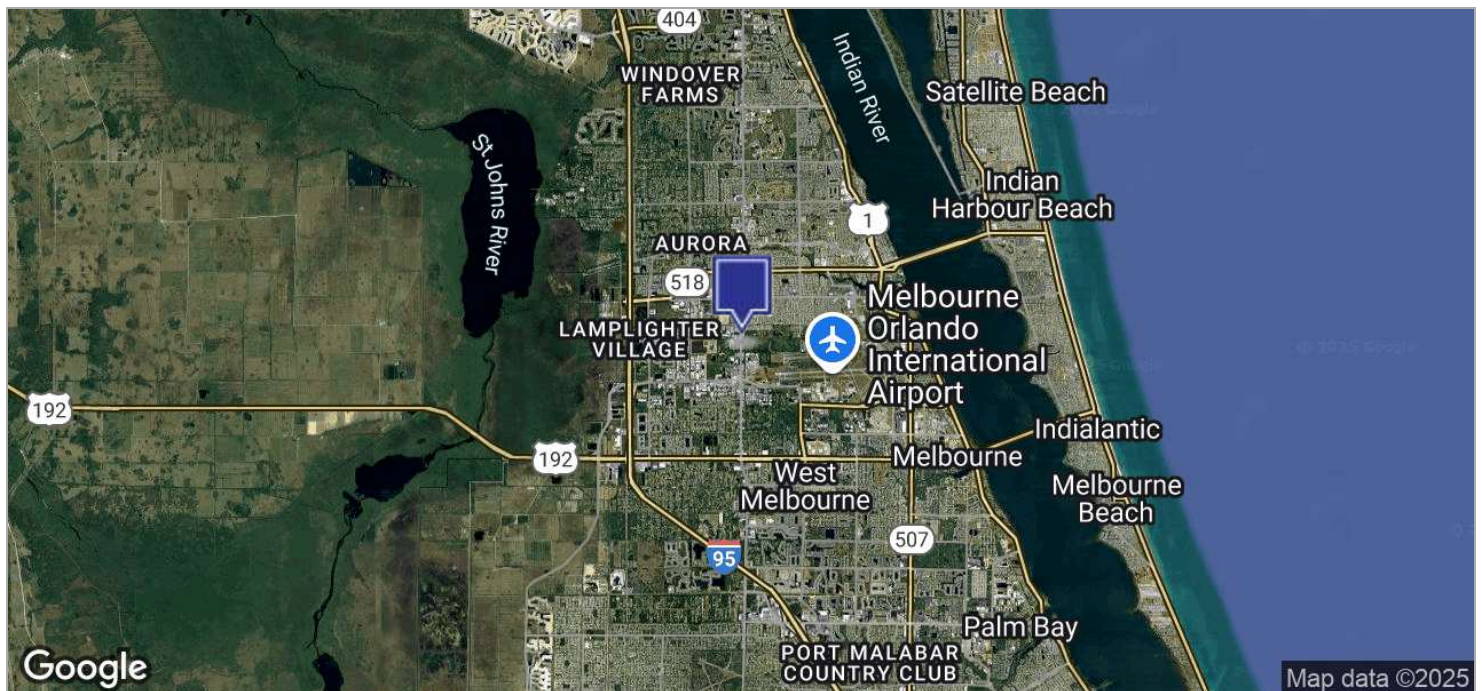 404
WINDOVER
FARMS
Indian River
Satellite Beach
St Johns River
Indian
Harbour Beach
1
AURORA
518
Melbourne
Orlando
International
Airport
LAMPLIGHTER
VILLAGE
192
192
Indialantic
Melbourne
West
Melbourne
Melbourne
Beach
507
95
Palm Bay
PORT MALABAR
COUNTRY CLUB
Google
Map data ©2025